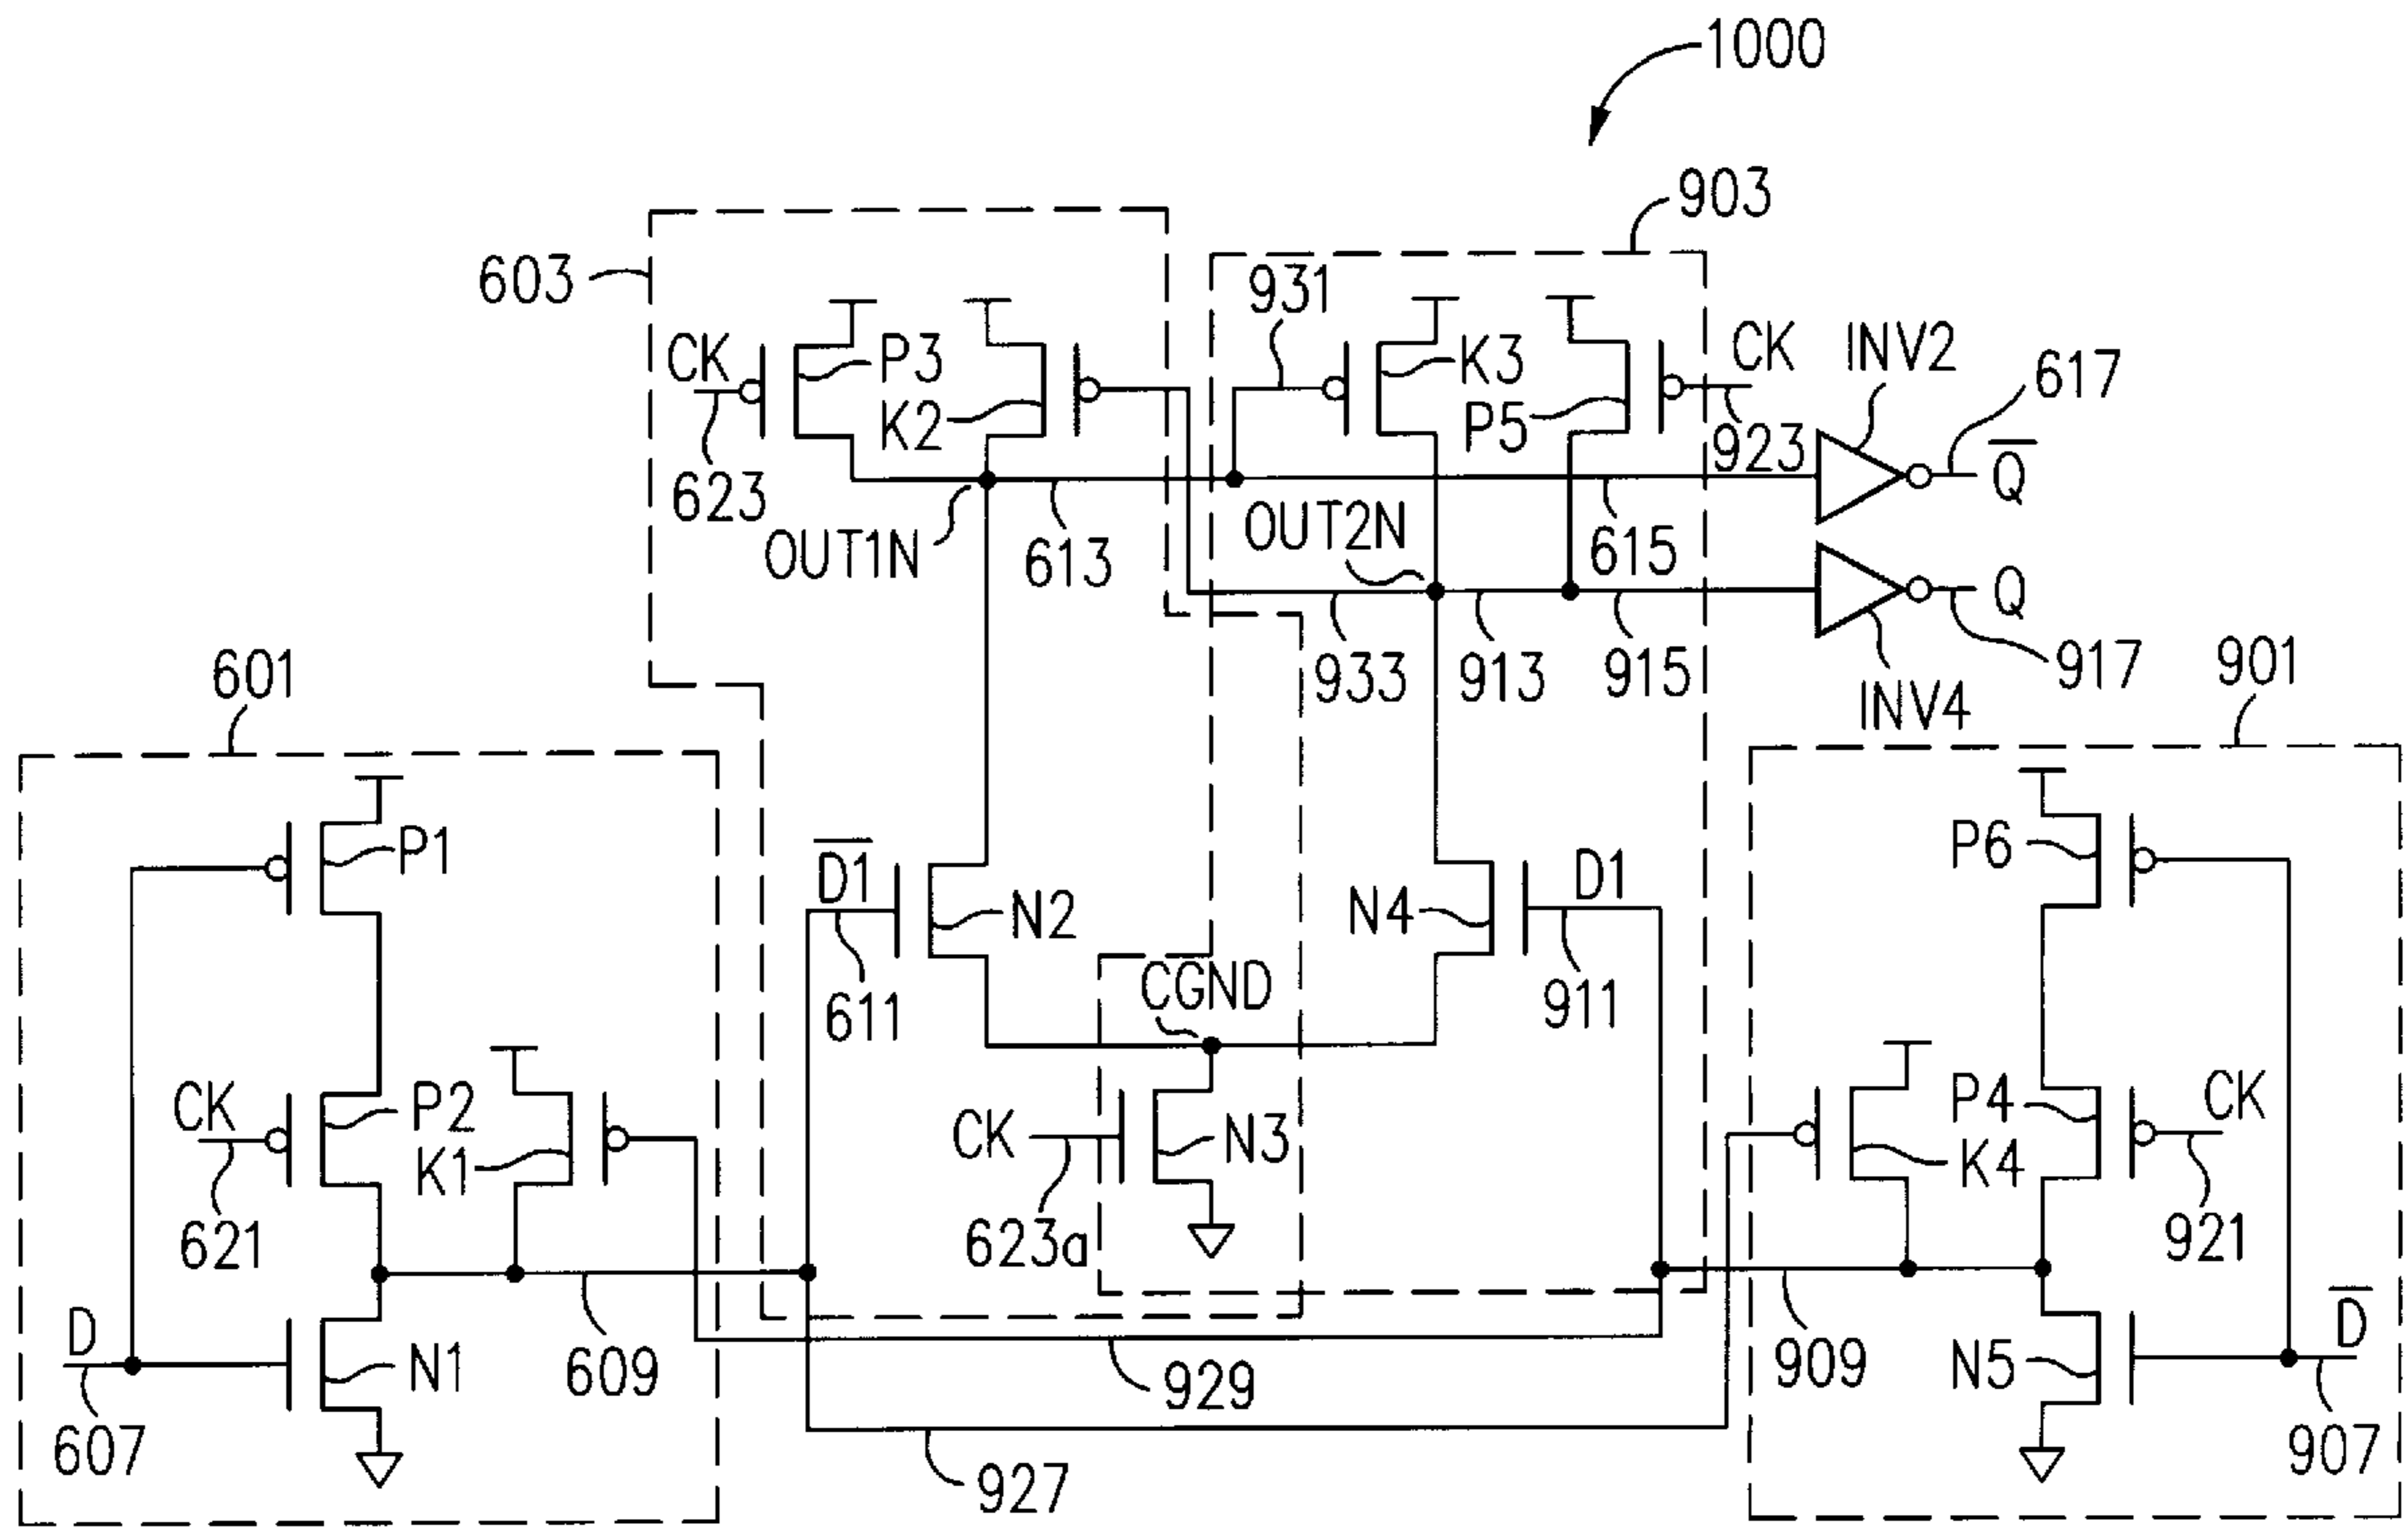 1000
903
603
931
CK
P3
K2
K3
P5
CK
INV2
617
623
923
Q̅
OUT1N
613
OUT2N
615
Q
933
913
915
917
INV4
601
901
P1
D̅1̅
N2
N4
D1
P6
611
CGND
911
CK
P2
K1
CK
N3
P4
K4
CK
621
623a
921
D
N1
609
929
909
N5
D̅
607
927
907